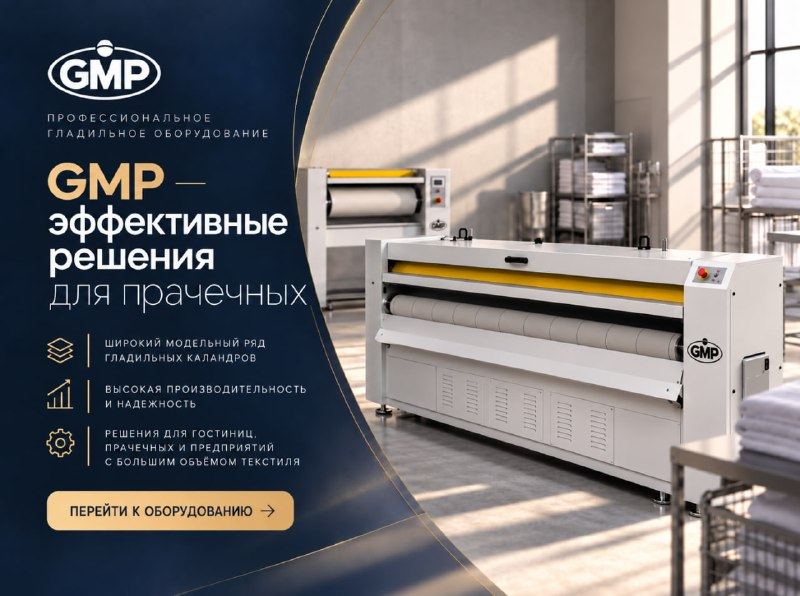 GMP
ПРОФЕССИОНАЛЬНОЕ
ГЛАДИЛЬНОЕ ОБОРУДОВАНИЕ
GMP —
эффективные
решения
для прачечных
ШИРОКИЙ МОДЕЛЬНЫЙ РЯД
ГЛАДИЛЬНЫХ КАЛАНДРОВ
ВЫСОКАЯ ПРОИЗВОДИТЕЛЬНОСТЬ
И НАДЕЖНОСТЬ
РЕШЕНИЯ ДЛЯ ГОСТИНИЦ,
ПРАЧЕЧНЫХ И ПРЕДПРИЯТИЙ
С БОЛЬШИМ ОБЪЁМОМ ТЕКСТИЛЯ
ПЕРЕЙТИ К ОБОРУДОВАНИЮ →
GMP
GMP